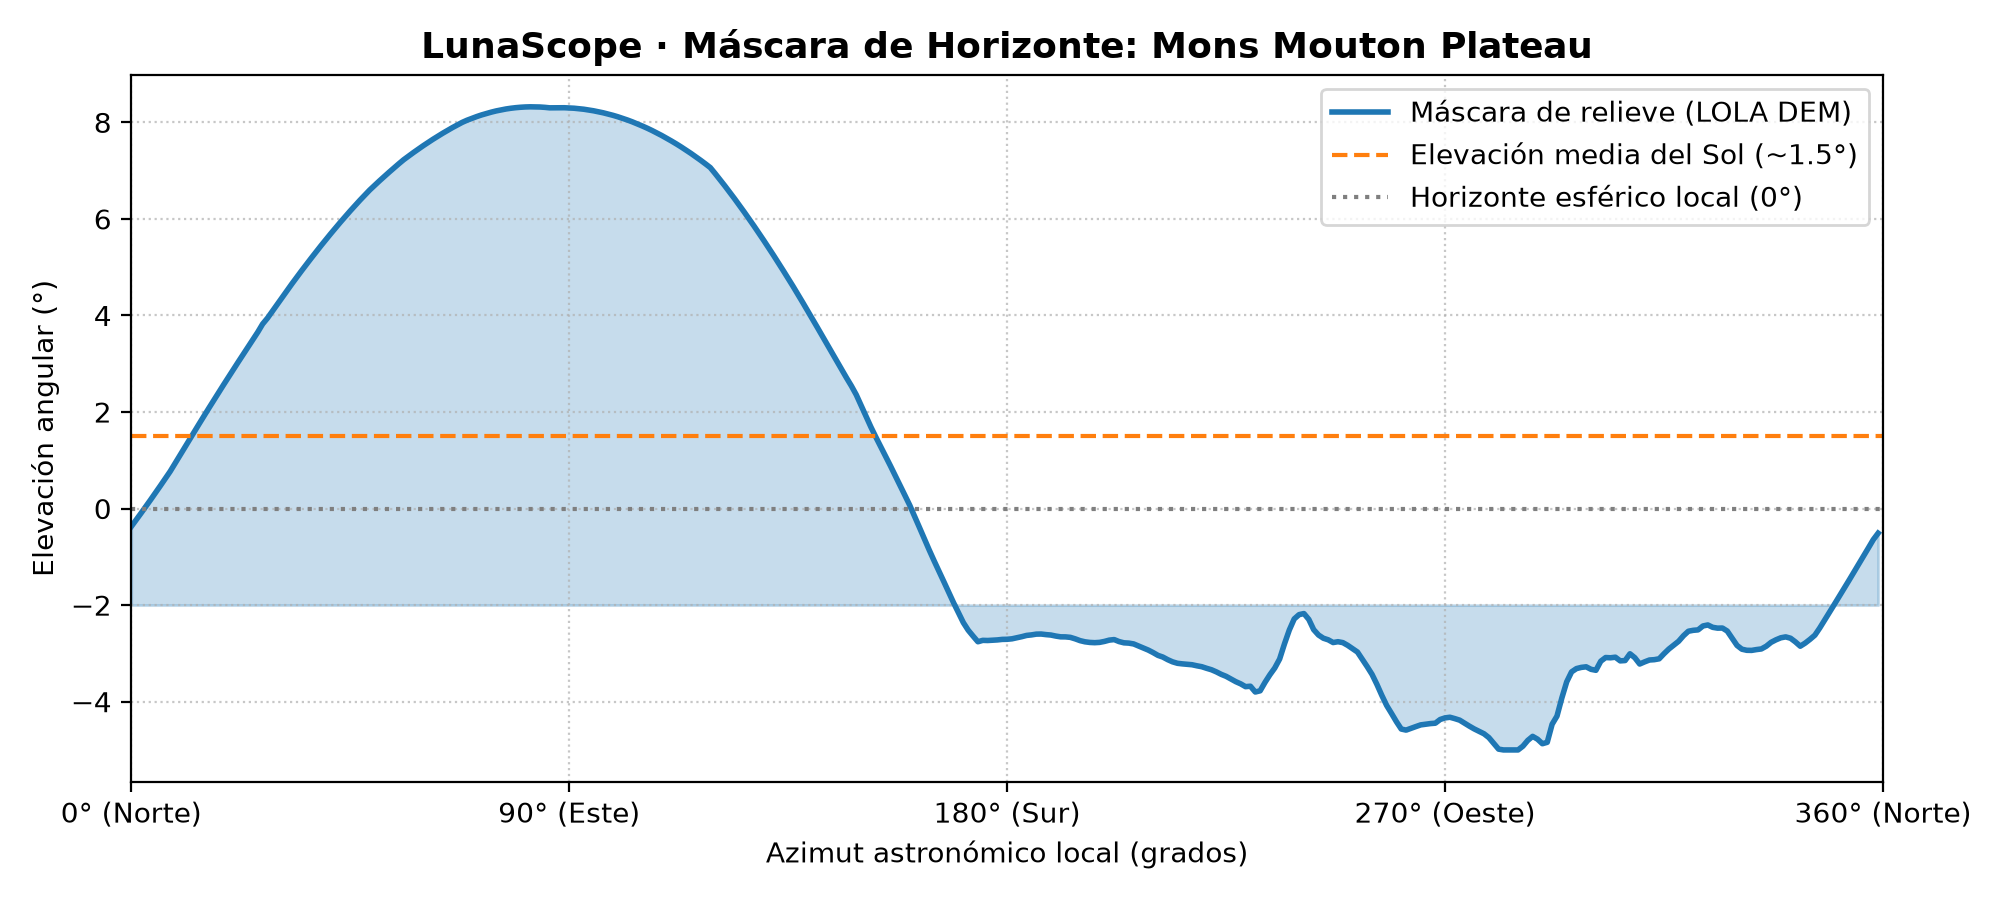 LunaScope · Máscara de Horizonte: Mons Mouton Plateau
Máscara de relieve (LOLA DEM)
Elevación media del Sol (~1.5°)
Horizonte esférico local (0°)
Elevación angular (°)
8
6
4
2
0
−2
−4
0° (Norte)
90° (Este)
180° (Sur)
270° (Oeste)
360° (Norte)
Azimut astronómico local (grados)